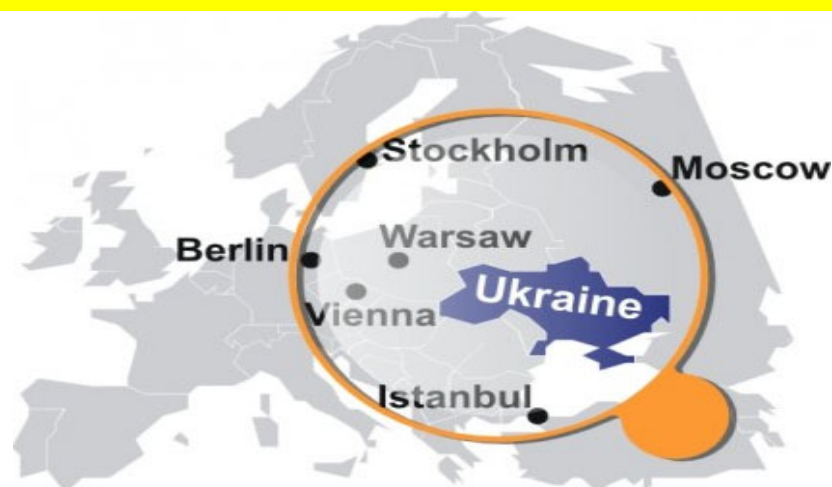 Stockholm
Moscow
Berlin
Warsaw
Ukraine
Vienna
Istanbul